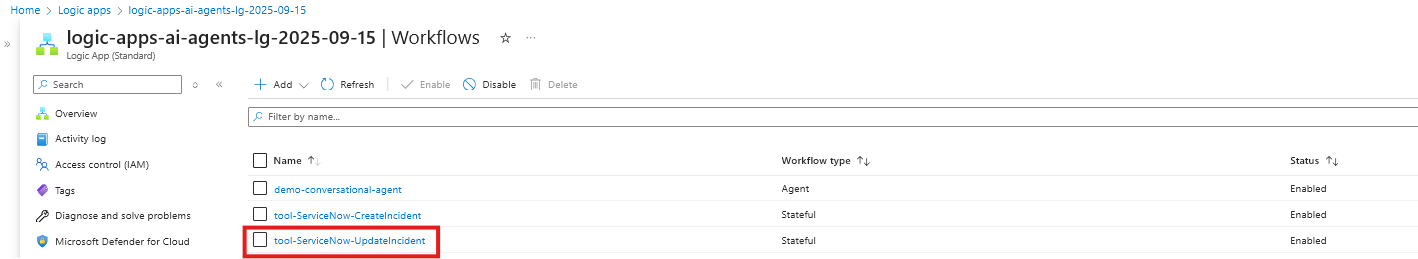 Home > Logic apps > logic-apps-ai-agents-lg-2025-09-15
logic-apps-ai-agents-lg-2025-09-15 | Workflows
Logic App (Standard)
Search
+ Add Refresh Enable Disable Delete
Filter by name...
Overview
Activity log
Access control (IAM)
Tags
Diagnose and solve problems
Microsoft Defender for Cloud
Name Workflow type Status
demo-conversational-agent Agent Enabled
tool-ServiceNow-CreateIncident Stateful Enabled
tool-ServiceNow-UpdateIncident Stateful Enabled